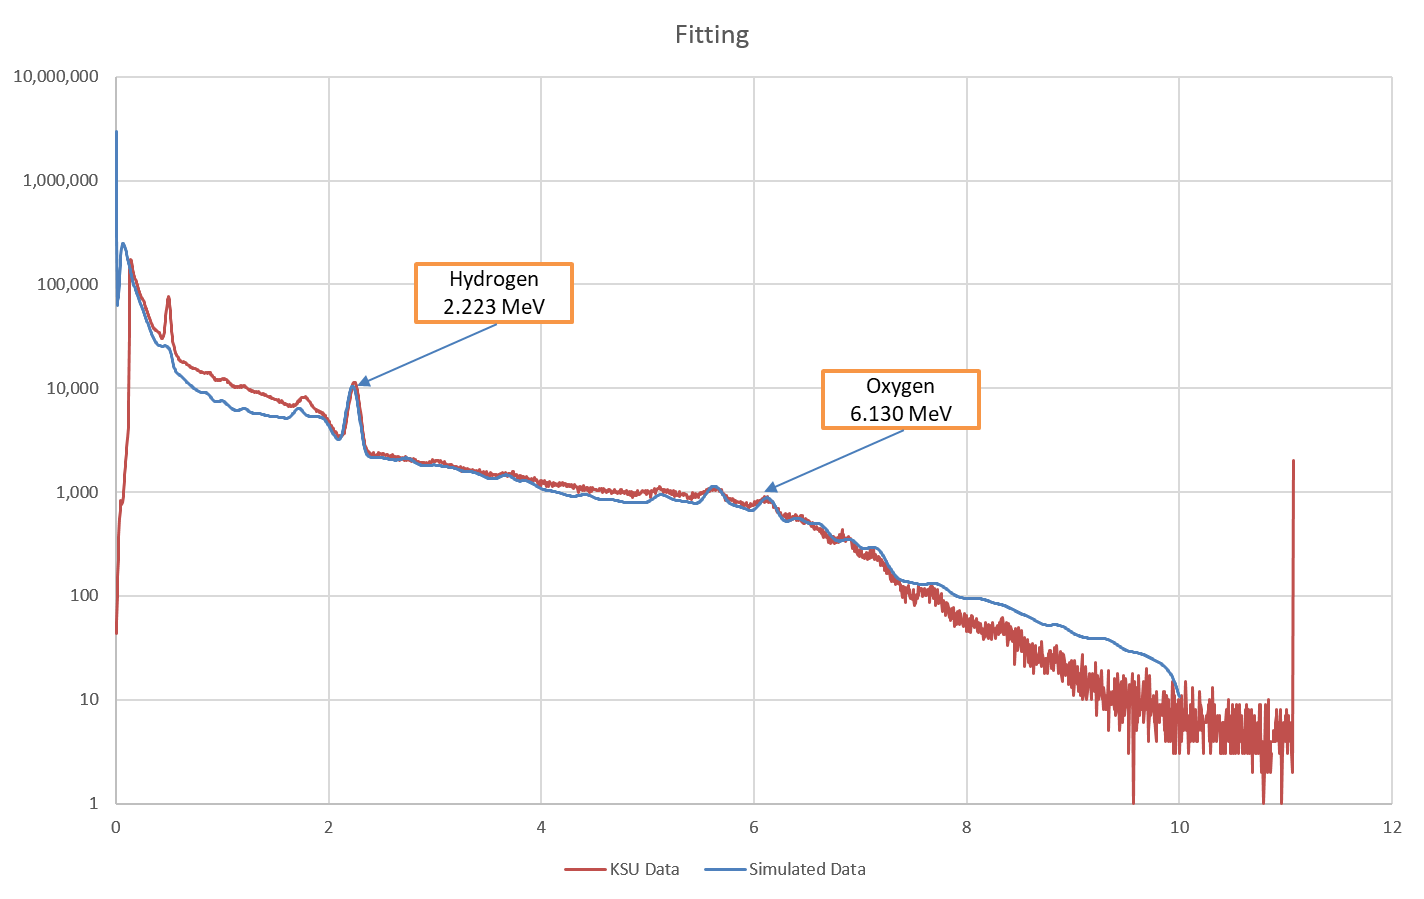 Fitting
10,000,000
1,000,000
100,000
10,000
1,000
100
10
1
Hydrogen
2.223 MeV
Oxygen
6.130 MeV
0 2 4 6 8 10 12
KSU Data Simulated Data